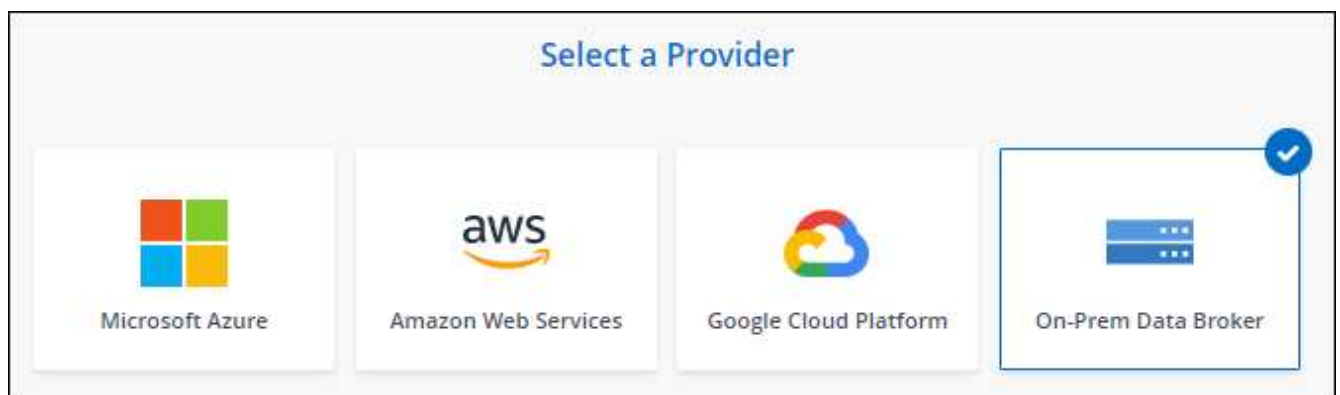 Select a Provider
aws
Microsoft Azure
Amazon Web Services
Google Cloud Platform
On-Prem Data Broker